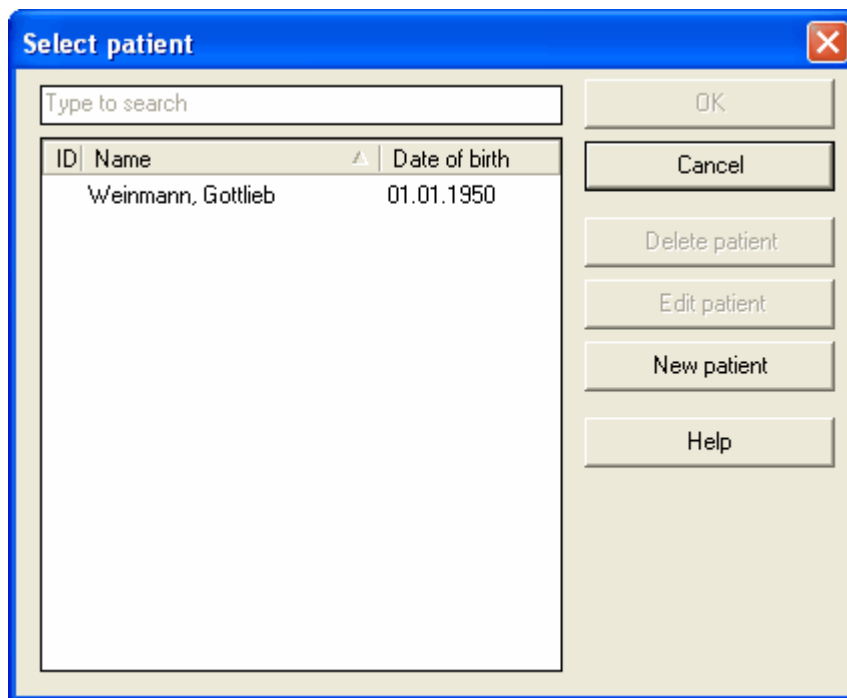 Select patient
Type to search
OK
ID Name Date of birth
Cancel
Weinmann, Gottlieb 01.01.1950
Delete patient
Edit patient
New patient
Help